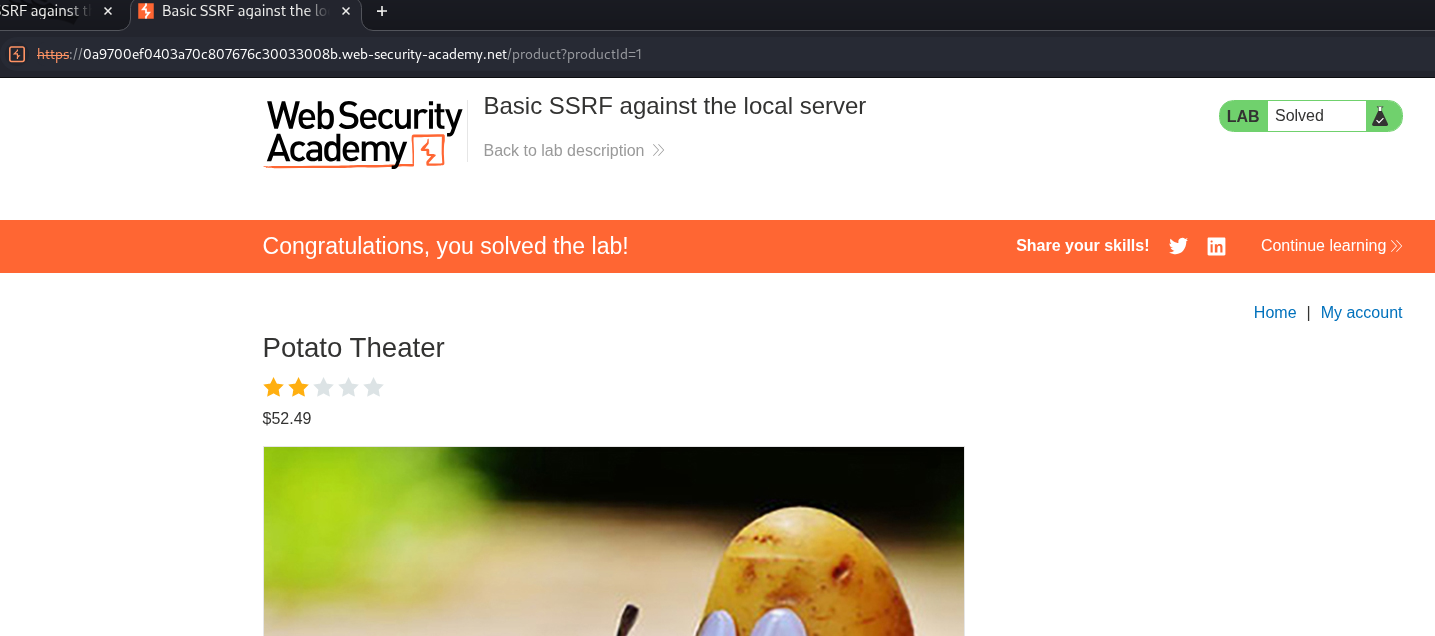 SSRF against t × Basic SSRF against the lo × +
https://0a9700ef0403a70c807676c30033008b.web-security-academy.net/product?productId=1
Web Security
Academy
Basic SSRF against the local server
Back to lab description
LAB Solved
Congratulations, you solved the lab!
Share your skills!
Continue learning
Home | My account
Potato Theater
$52.49